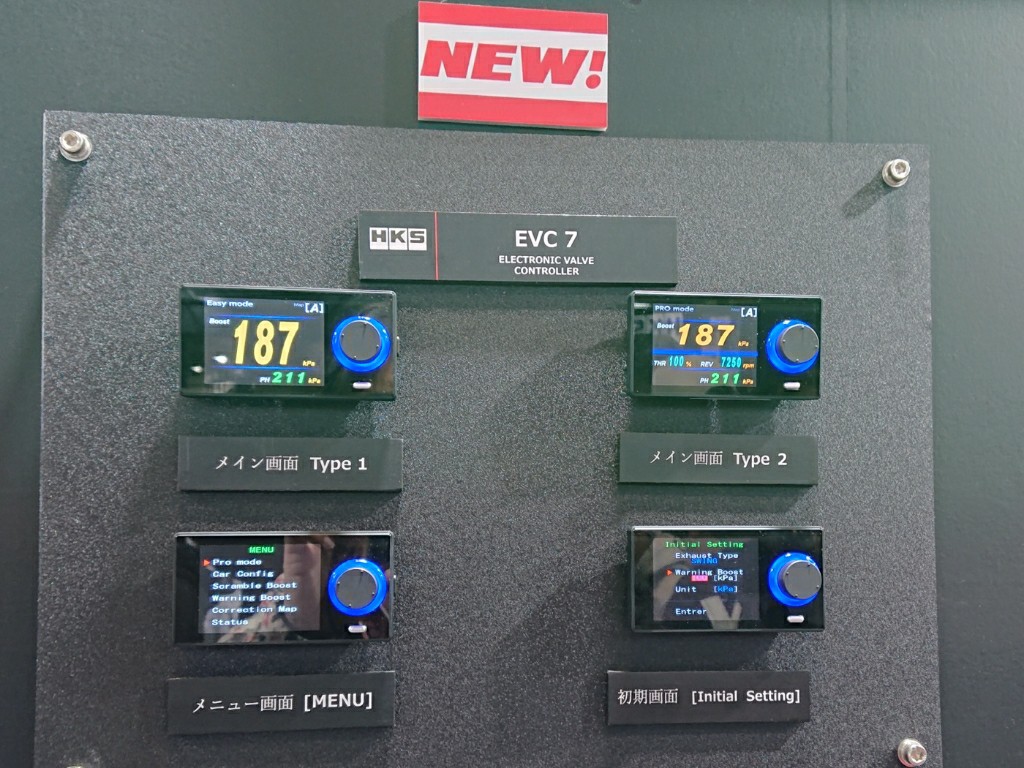 NEW!
HKS
EVC 7
ELECTRONIC VALVE
CONTROLLER
Easy mode [A]
Boost
187 kPa
PH 211 kPa
PRO mode [A]
Boost 187 kPa
THR 100 % REV 7250 rpm
PH 211 kPa
メイン画面 Type 1
メイン画面 Type 2
MENU
Pro mode
Car Config
Scramble Boost
Warning Boost
Correction Map
Status
Initial Setting
Exhaust Type
Warning Boost
[kPa]
Unit [kPa]
Enter
メニュー画面 [MENU]
初期画面 [Initial Setting]